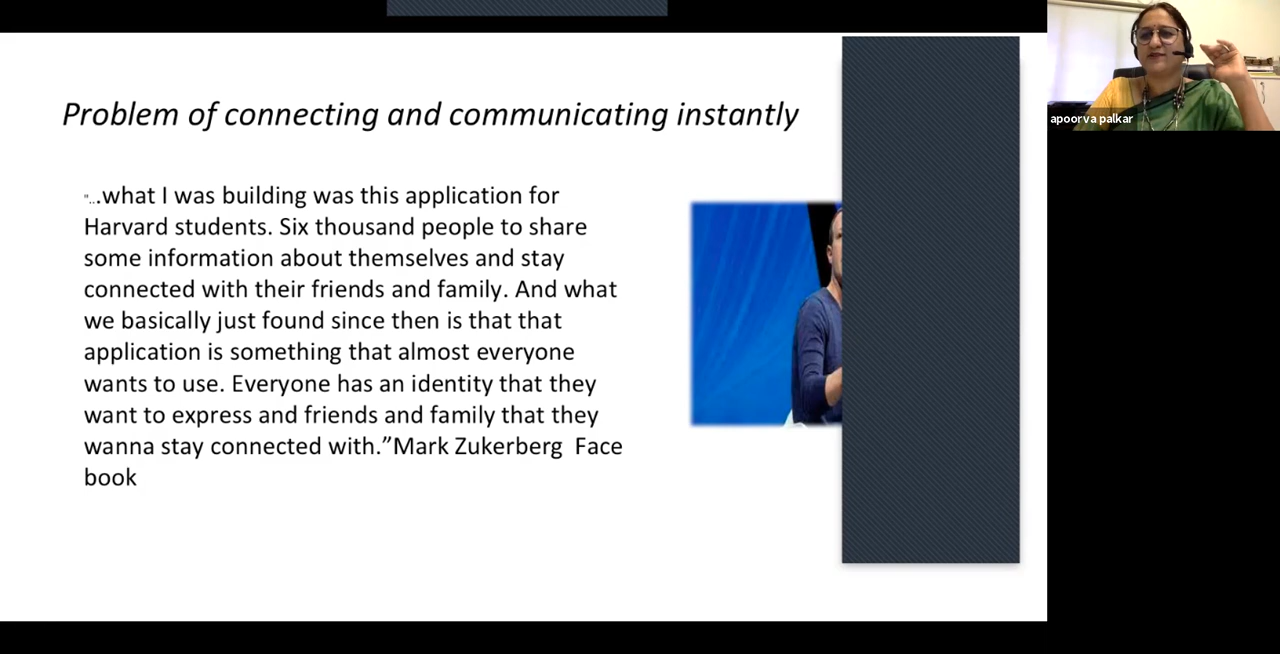 Problem of connecting and communicating instantly
"...what I was building was this application for
Harvard students. Six thousand people to share
some information about themselves and stay
connected with their friends and family. And what
we basically just found since then is that that
application is something that almost everyone
wants to use. Everyone has an identity that they
want to express and friends and family that they
wanna stay connected with.”Mark Zukerberg  Face
book
apoorva palkar